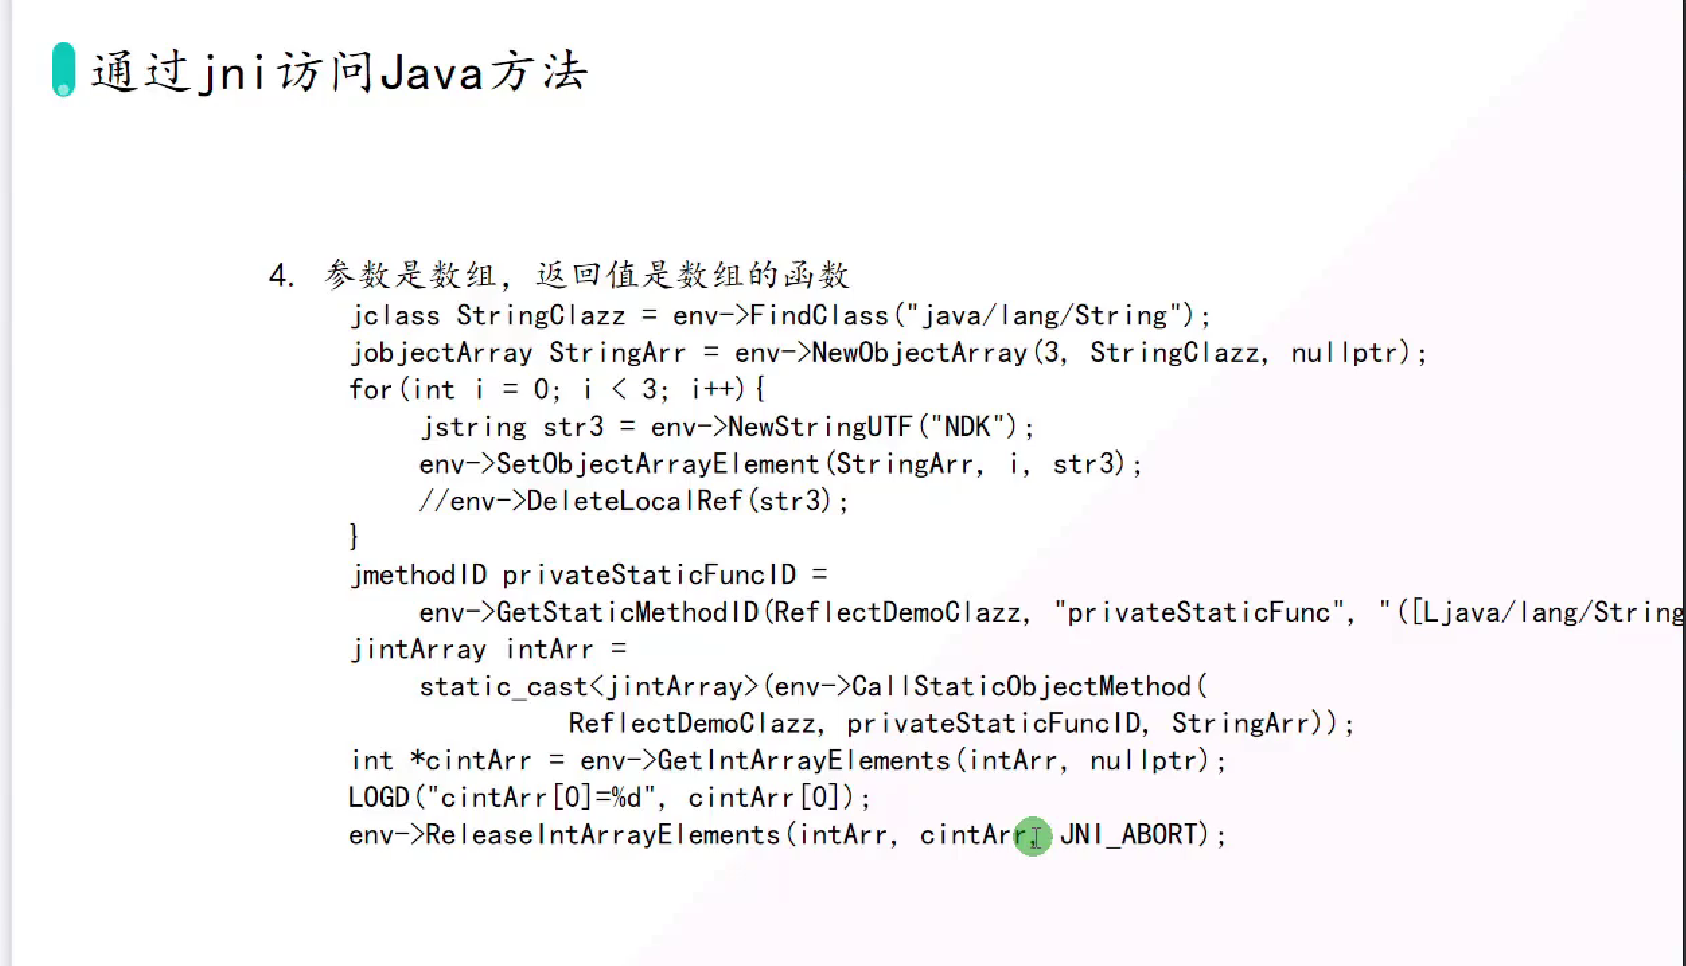 通过jni访问Java方法
4. 参数是数组，返回值是数组的函数
jclass StringClazz = env->FindClass("java/lang/String");
jobjectArray StringArr = env->NewObjectArray(3, StringClazz, nullptr);
for(int i = 0; i < 3; i++){
jstring str3 = env->NewStringUTF("NDK");
env->SetObjectArrayElement(StringArr, i, str3);
//env->DeleteLocalRef(str3);
}
jmethodID privateStaticFuncID =
env->GetStaticMethodID(ReflectDemoClazz, "privateStaticFunc", "([Ljava/lang/String
jintArray intArr =
static_cast<jintArray>(env->CallStaticObjectMethod(
ReflectDemoClazz, privateStaticFuncID, StringArr));
int *cintArr = env->GetIntArrayElements(intArr, nullptr);
LOGD("cintArr[0]=%d", cintArr[0]);
env->ReleaseIntArrayElements(intArr, cintArr, JNI_ABORT);